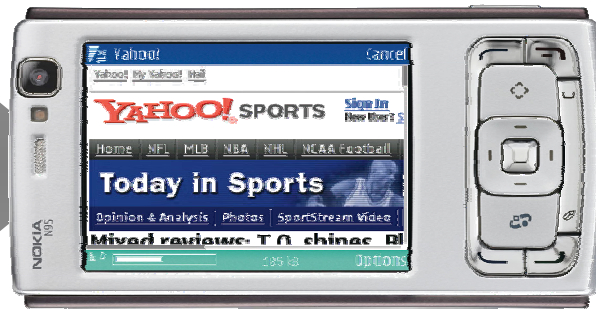 Yahoo! Cancel
Yahoo! My Yahoo! Mail
YAHOO! SPORTS Sign In
New User? S
Home NFL MLB NBA NHL NCAA Football
Today in Sports
Opinion & Analysis Photos SportStream Video
Mixed reviews: T.O. shines, Bl
Options
NOKIA
N95